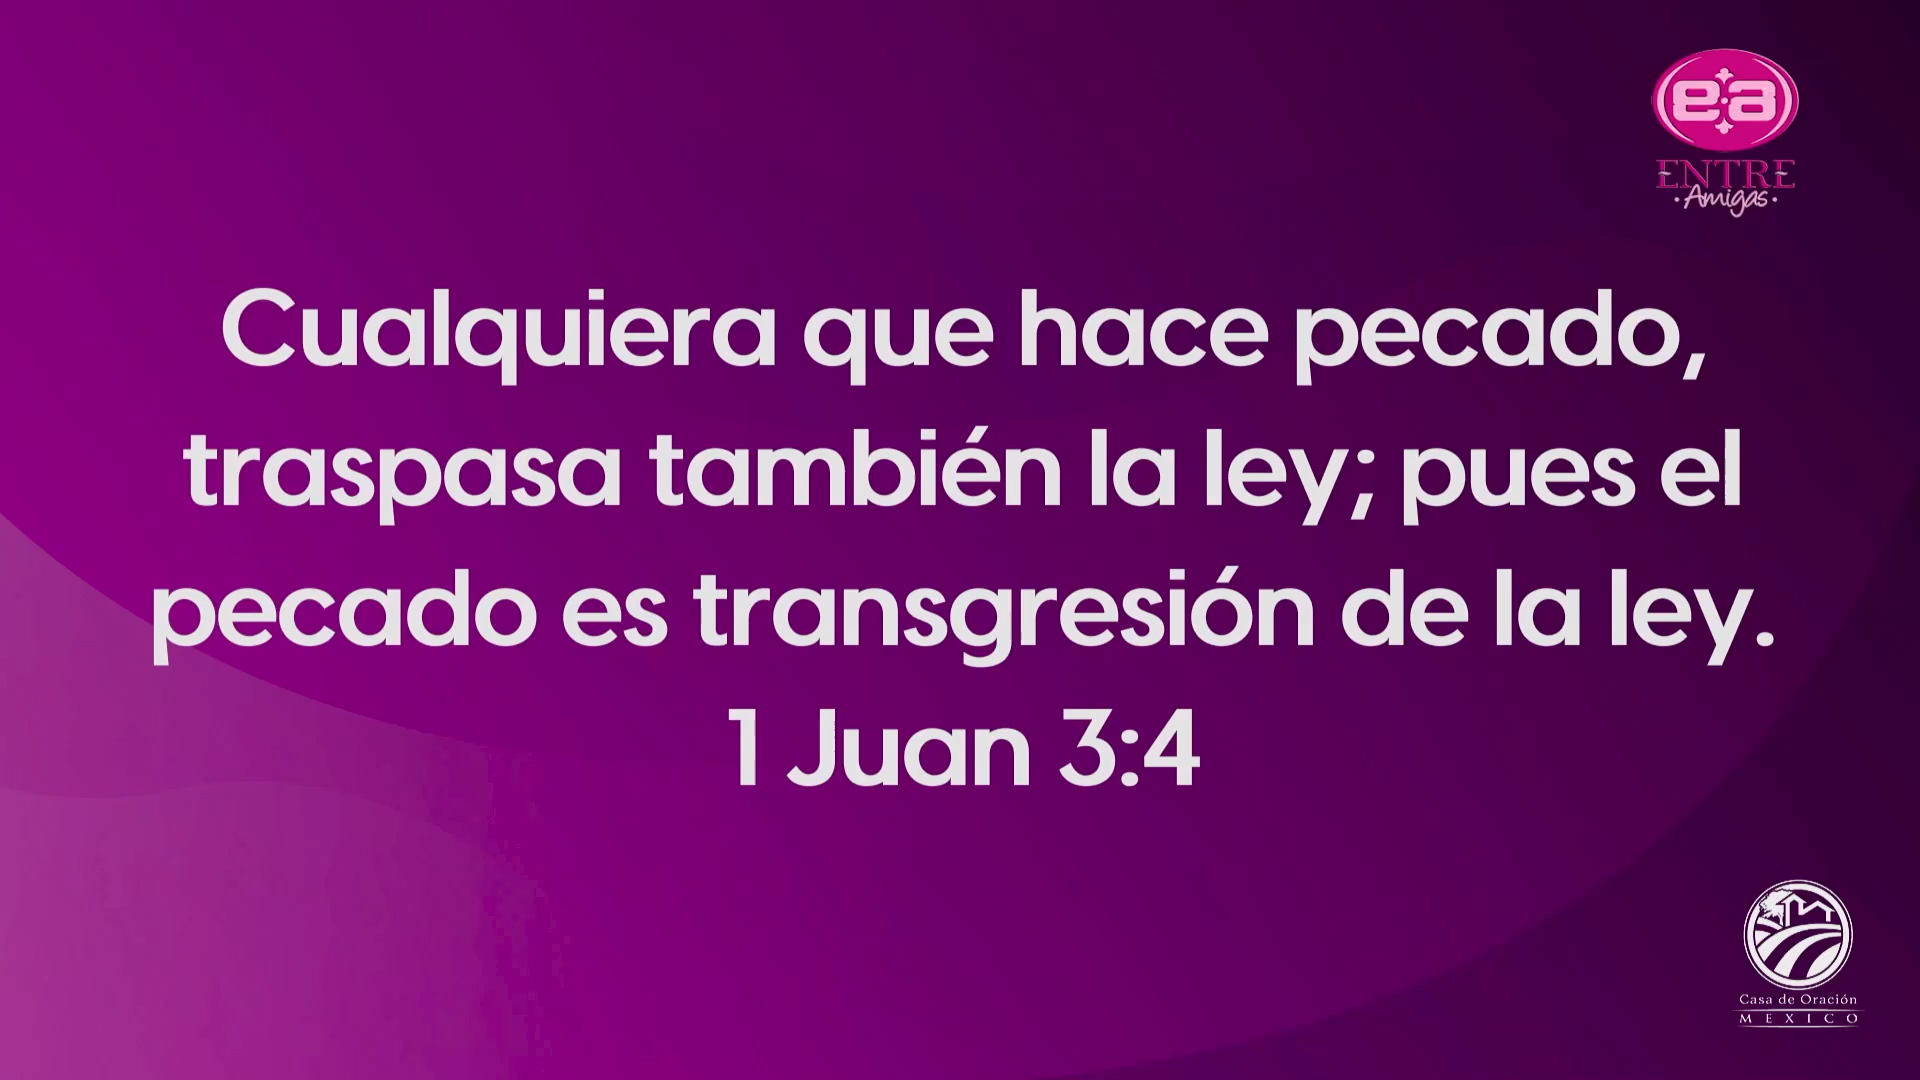 e·a
ENTRE
·Amigas·
Cualquiera que hace pecado,
traspasa también la ley; pues el
pecado es transgresión de la ley.
1 Juan 3:4
Casa de Oración
MEXICO